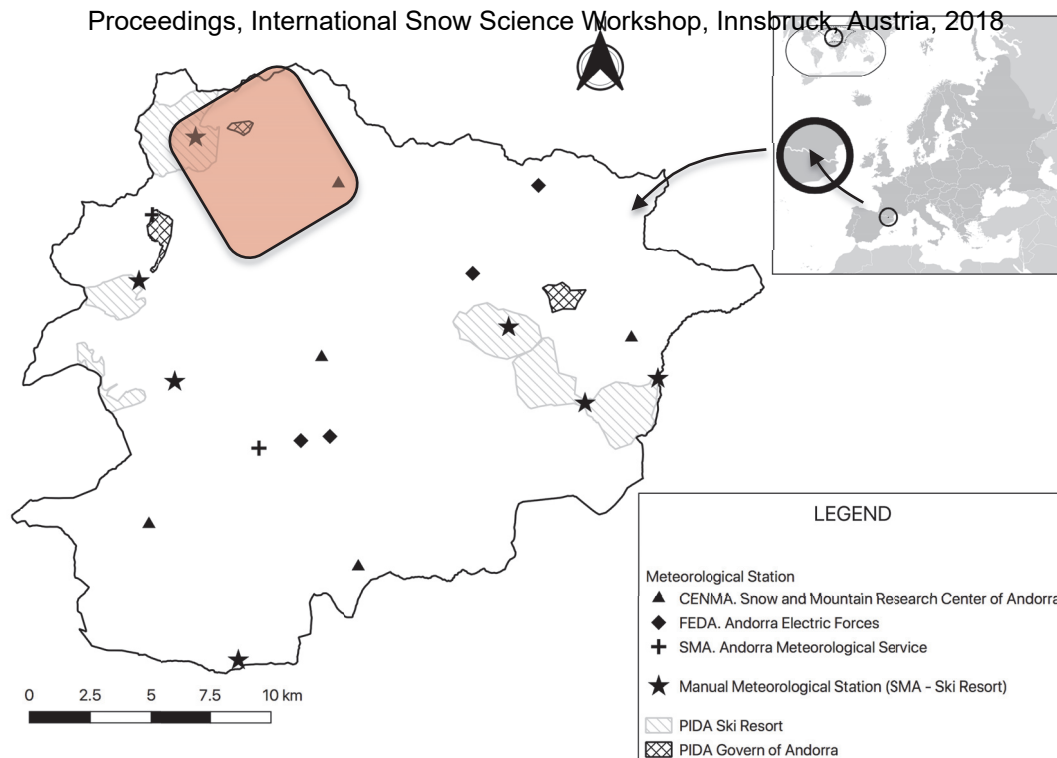 Proceedings, International Snow Science Workshop, Innsbruck, Austria, 2018
LEGEND
Meteorological Station
CENMA. Snow and Mountain Research Center of Andorra
FEDA. Andorra Electric Forces
SMA. Andorra Meteorological Service
Manual Meteorological Station (SMA - Ski Resort)
PIDA Ski Resort
PIDA Govern of Andorra
0 2.5 5 7.5 10 km